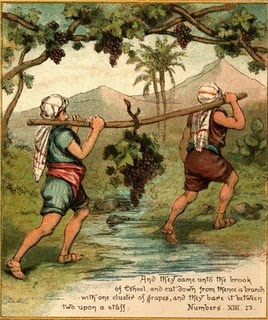 And they came unto the brook
of Eshcol, and cut down from thence a branch
with one cluster of grapes, and they bare it between
two upon a staff. Numbers. XIII. 23.